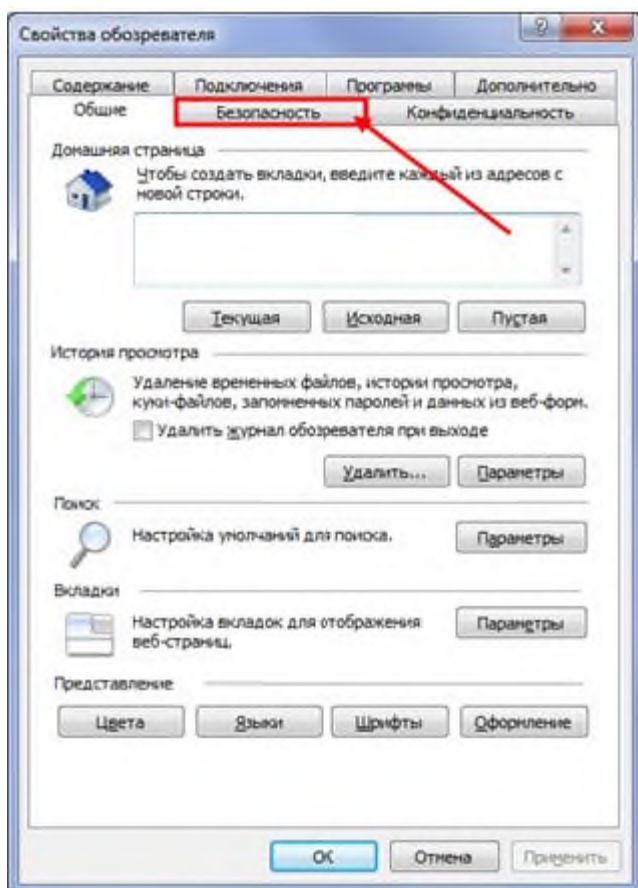 Свойства обозревателя
Содержание Подключения Программы Дополнительно
Общие Безопасность Конфиденциальность
Домашняя страница
Чтобы создать вкладки, введите каждый из адресов с
новой строки.
Текущая Исходная Пустая
История просмотра
Удаление временных файлов, истории просмотра,
куки-файлов, запомненных паролей и данных из веб-форм.
Удалить журнал обозревателя при выходе
Удалить... Параметры
Поиск
Настройка умолчаний для поиска. Параметры
Вкладки
Настройка вкладок для отображения
веб-страниц. Параметры
Представление
Цвета Языки Шрифты Оформление
ОК Отмена Применить